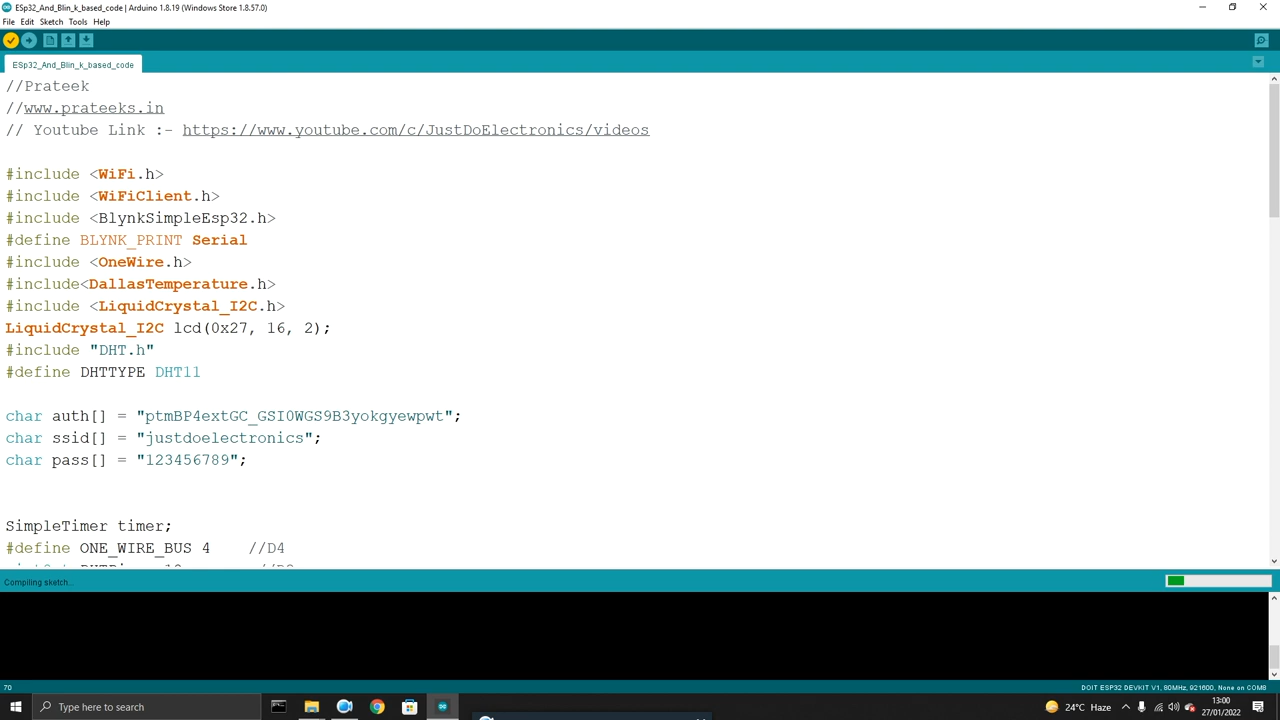 ESp32_And_Blin_k_based_code | Arduino 1.8.19 (Windows Store 1.8.57.0)
File Edit Sketch Tools Help
ESp32_And_Blin_k_based_code
//Prateek
//www.prateeks.in
// Youtube Link :- https://www.youtube.com/c/JustDoElectronics/videos
#include <WiFi.h>
#include <WiFiClient.h>
#include <BlynkSimpleEsp32.h>
#define BLYNK_PRINT Serial
#include <OneWire.h>
#include<DallasTemperature.h>
#include <LiquidCrystal_I2C.h>
LiquidCrystal_I2C lcd(0x27, 16, 2);
#include "DHT.h"
#define DHTTYPE DHT11
char auth[] = "ptmBP4extGC_GSI0WGS9B3yokgyewpwt";
char ssid[] = "justdoelectronics";
char pass[] = "123456789";
SimpleTimer timer;
#define ONE_WIRE_BUS 4 //D4
Compiling sketch...
70
DOIT ESP32 DEVKIT V1, 80MHz, 921600, None on COM8
Type here to search
24°C Haze
13:00
27/01/2022